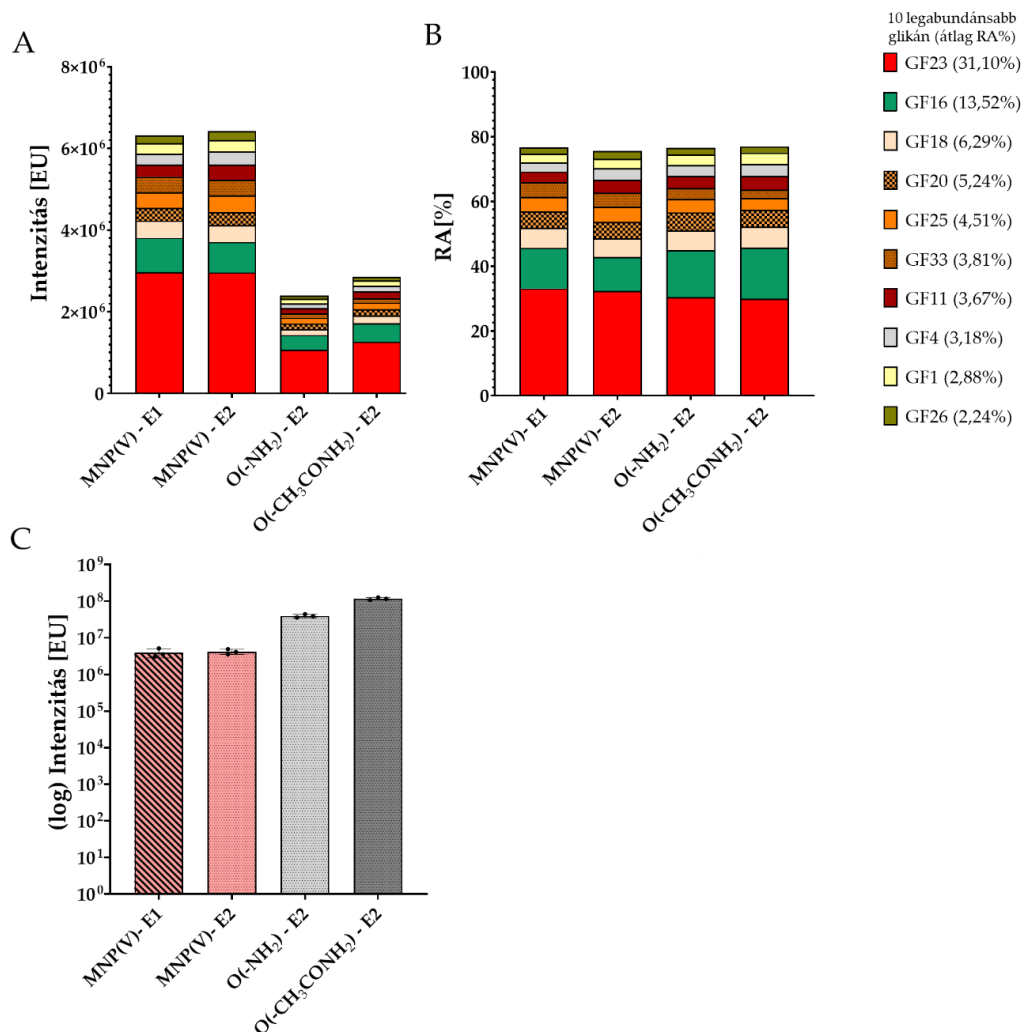 A
8×10⁶
6×10⁶
4×10⁶
2×10⁶
0
Intenzitás [EU]
MNP(V)- E1
MNP(V)- E2
O(-NH₂) - E2
O(-CH₃CONH₂) - E2
B
100
80
60
40
20
0
RA[%]
MNP(V)- E1
MNP(V)- E2
O(-NH₂) - E2
O(-CH₃CONH₂) - E2
10 legabundánsabb
glikán (átlag RA%)
GF23 (31,10%)
GF16 (13,52%)
GF18 (6,29%)
GF20 (5,24%)
GF25 (4,51%)
GF33 (3,81%)
GF11 (3,67%)
GF4 (3,18%)
GF1 (2,88%)
GF26 (2,24%)
C
10⁹
10⁸
10⁷
10⁶
10⁵
10⁴
10³
10²
10¹
10⁰
(log) Intenzitás [EU]
MNP(V)- E1
MNP(V)- E2
O(-NH₂) - E2
O(-CH₃CONH₂) - E2